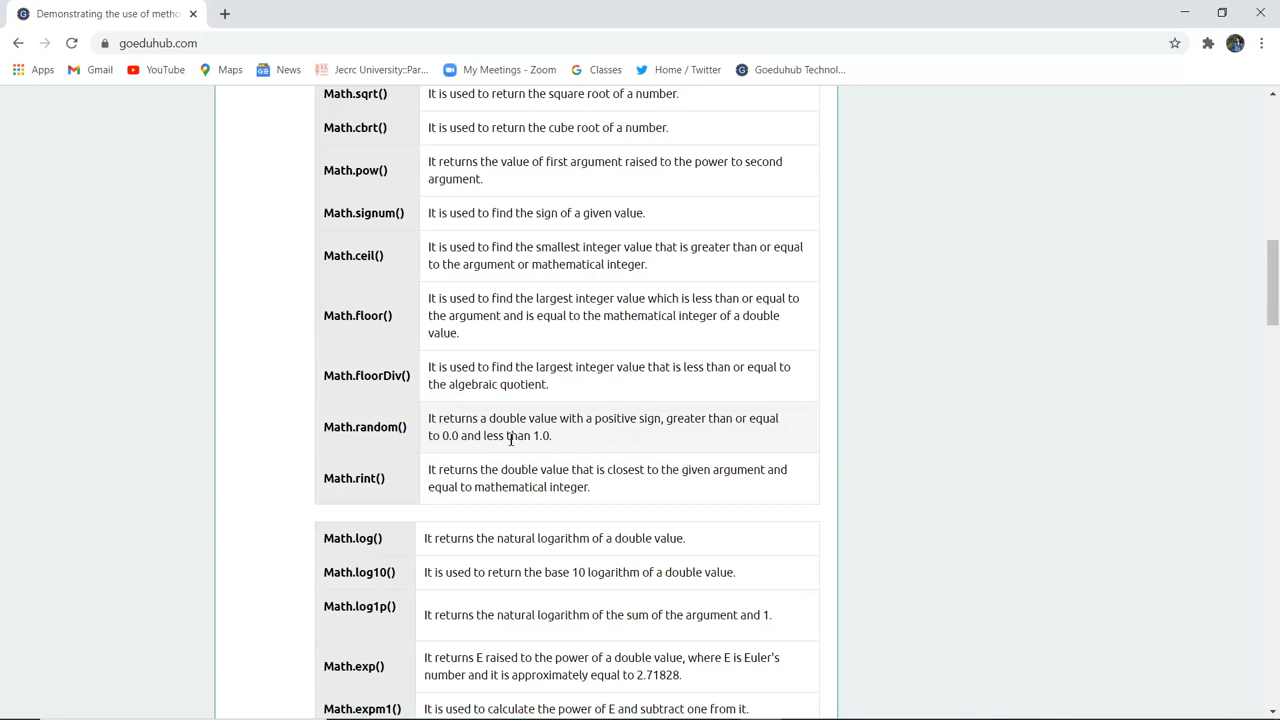 Demonstrating the use of metho
goeduhub.com
Apps
Gmail
YouTube
Maps
News
Jecrc University::Par...
My Meetings - Zoom
Classes
Home / Twitter
Goeduhub Technol...
Math.sqrt()
It is used to return the square root of a number.
Math.cbrt()
It is used to return the cube root of a number.
Math.pow()
It returns the value of first argument raised to the power to second
argument.
Math.signum()
It is used to find the sign of a given value.
Math.ceil()
It is used to find the smallest integer value that is greater than or equal
to the argument or mathematical integer.
Math.floor()
It is used to find the largest integer value which is less than or equal to
the argument and is equal to the mathematical integer of a double
value.
Math.floorDiv()
It is used to find the largest integer value that is less than or equal to
the algebraic quotient.
Math.random()
It returns a double value with a positive sign, greater than or equal
to 0.0 and less than 1.0.
Math.rint()
It returns the double value that is closest to the given argument and
equal to mathematical integer.
Math.log()
It returns the natural logarithm of a double value.
Math.log10()
It is used to return the base 10 logarithm of a double value.
Math.log1p()
It returns the natural logarithm of the sum of the argument and 1.
Math.exp()
It returns E raised to the power of a double value, where E is Euler's
number and it is approximately equal to 2.71828.
Math.expm1()
It is used to calculate the power of E and subtract one from it.